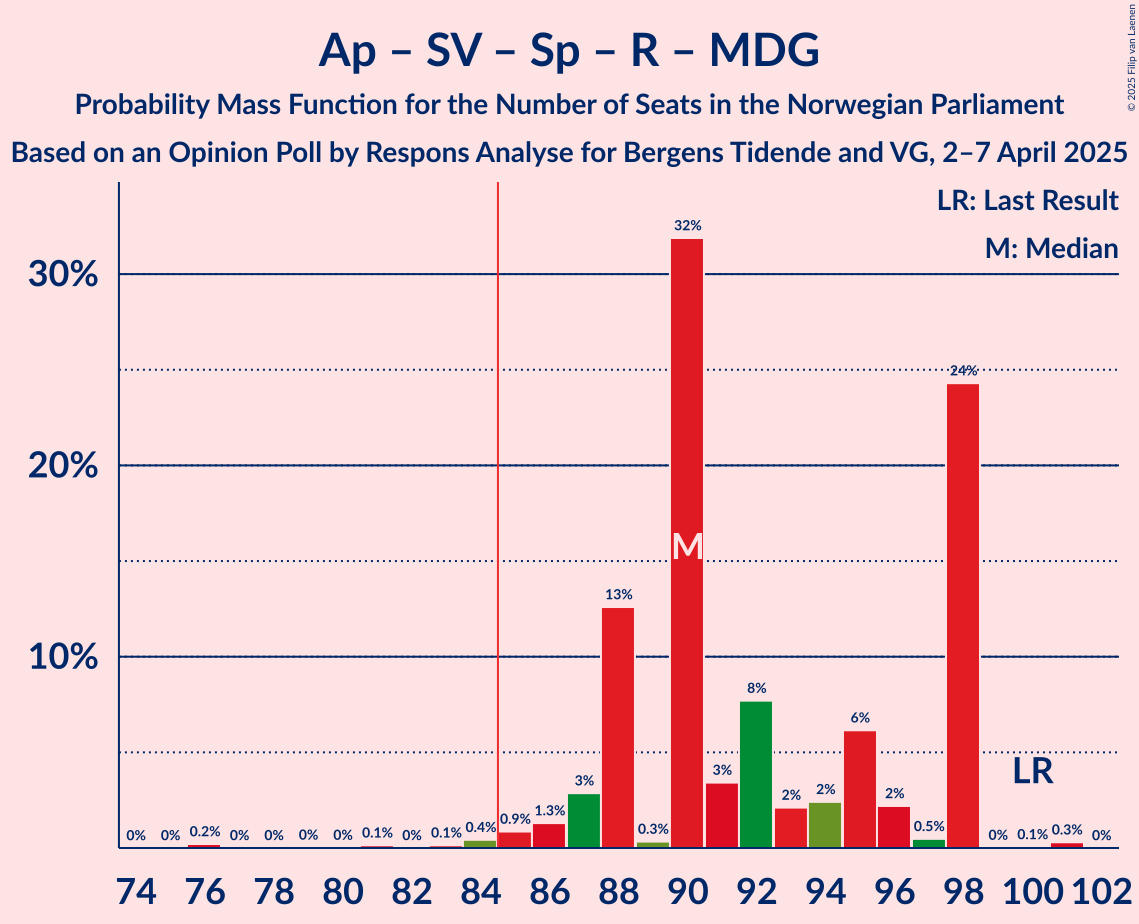 Ap – SV – Sp – R – MDG
Probability Mass Function for the Number of Seats in the Norwegian Parliament
Based on an Opinion Poll by Respons Analyse for Bergens Tidende and VG, 2–7 April 2025
© 2025 Filip van Laenen
LR: Last Result
M: Median
30%
20%
10%
0% 0% 0.2% 0% 0% 0% 0% 0.1% 0% 0.1% 0.4% 0.9% 1.3% 3% 13% 0.3% 32% 3% 8% 2% 2% 6% 2% 0.5% 24% 0% 0.1% 0.3% 0%
M
LR
74 76 78 80 82 84 86 88 90 92 94 96 98 100 102